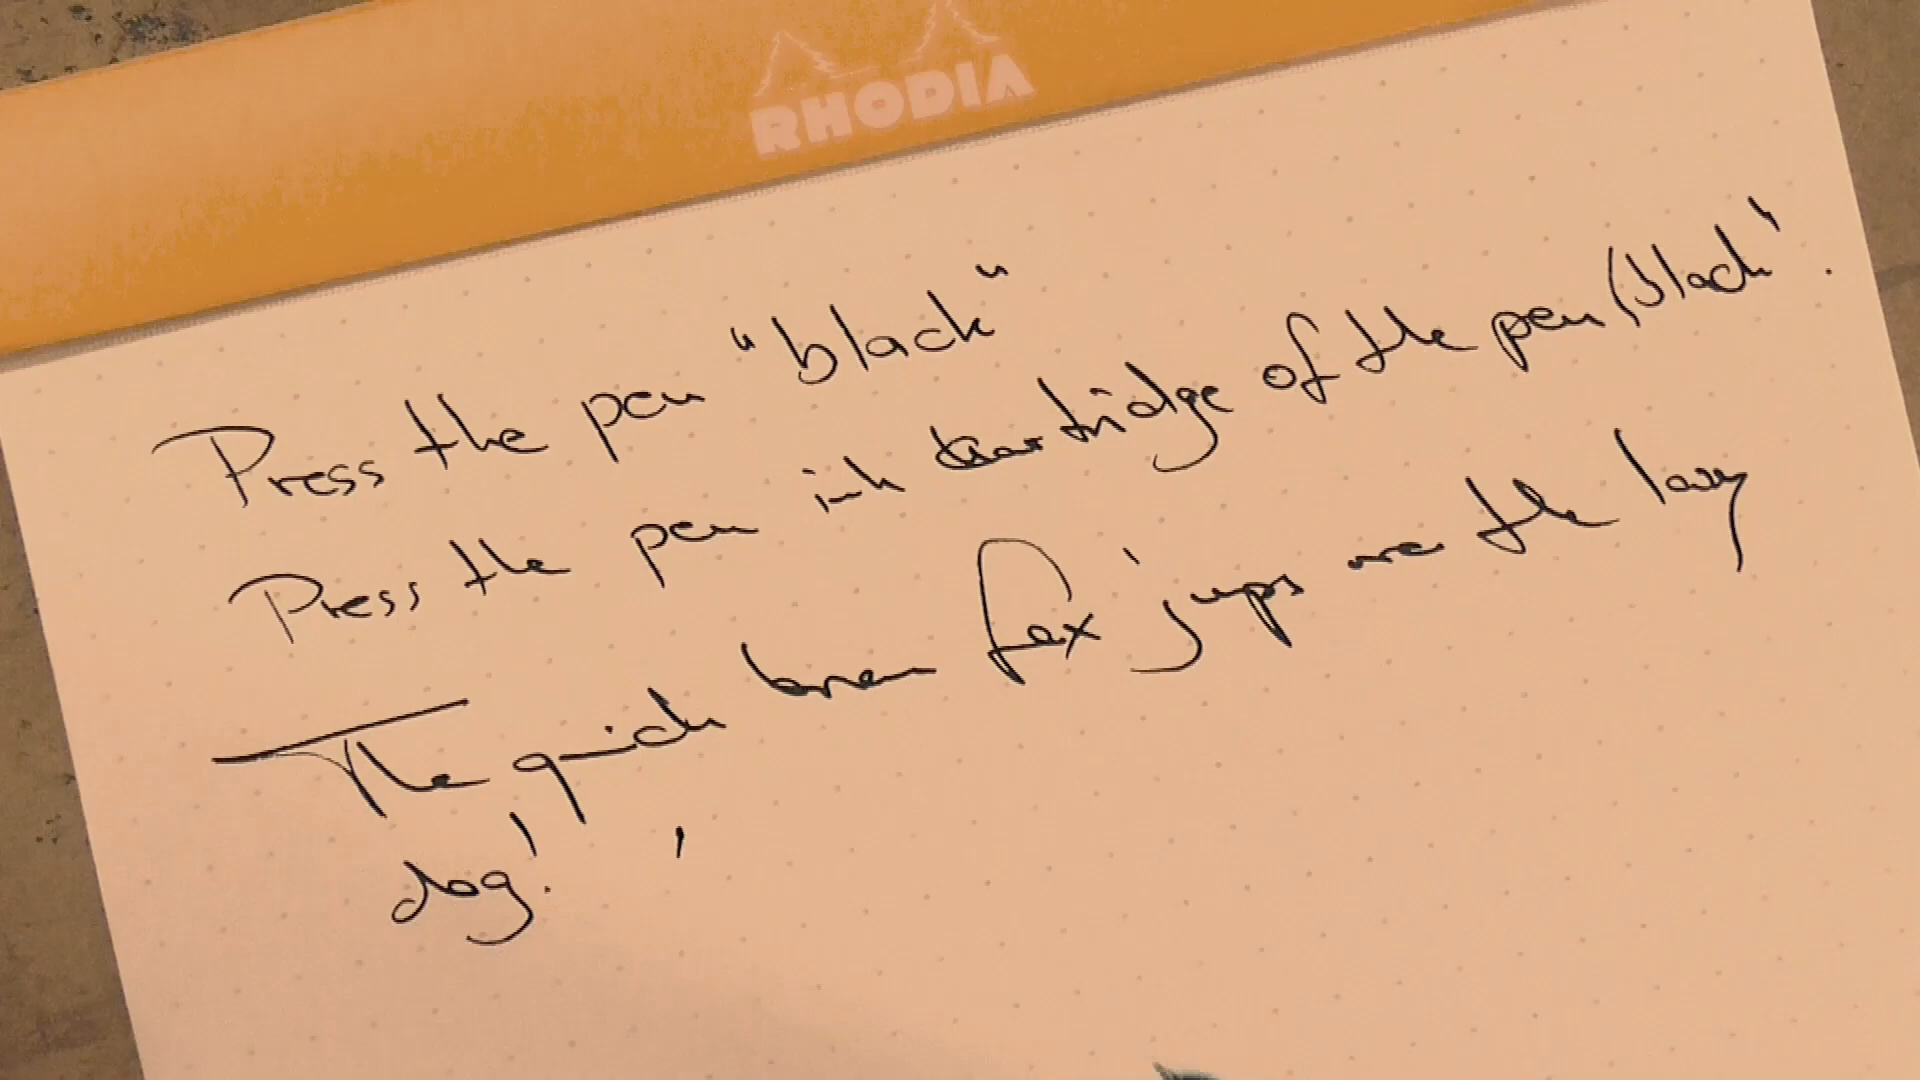 RHODIA
Press the pen "black"
Press the pen ink cartridge of the pen "black".
The quick brown fox jumps over the lazy
dog!